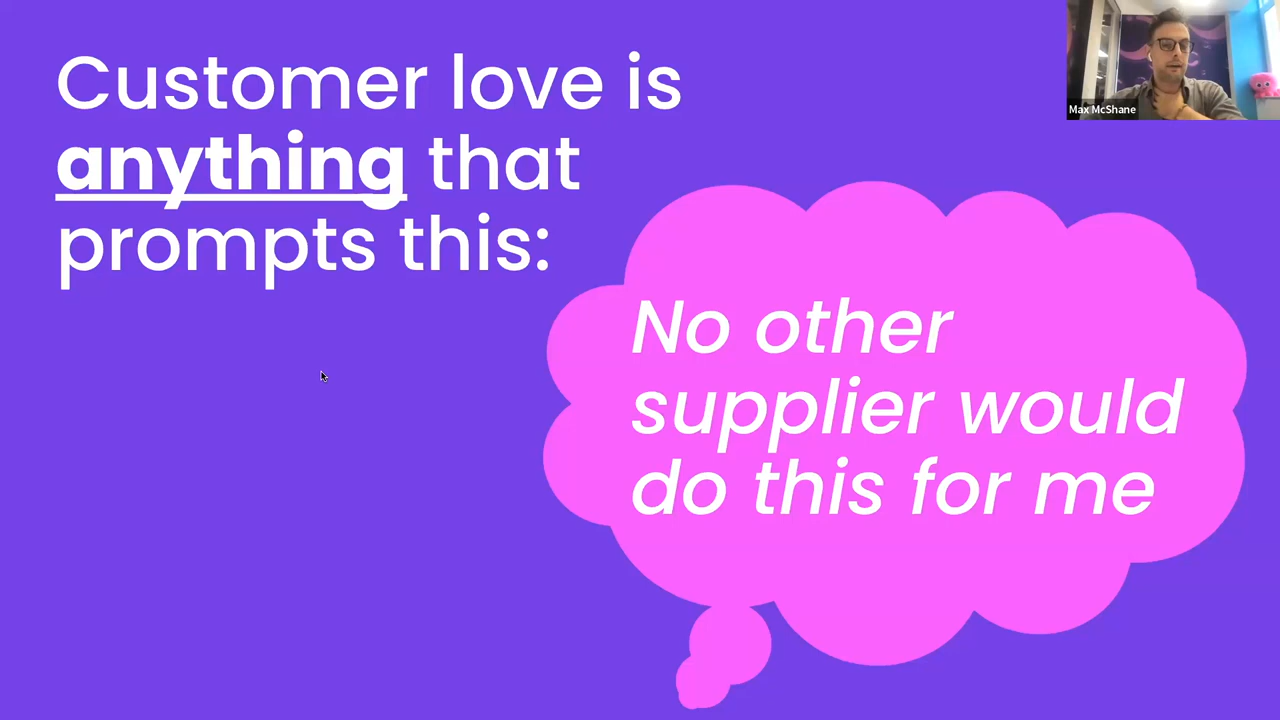 Customer love is
anything that
prompts this:
No other
supplier would
do this for me
Max McShane